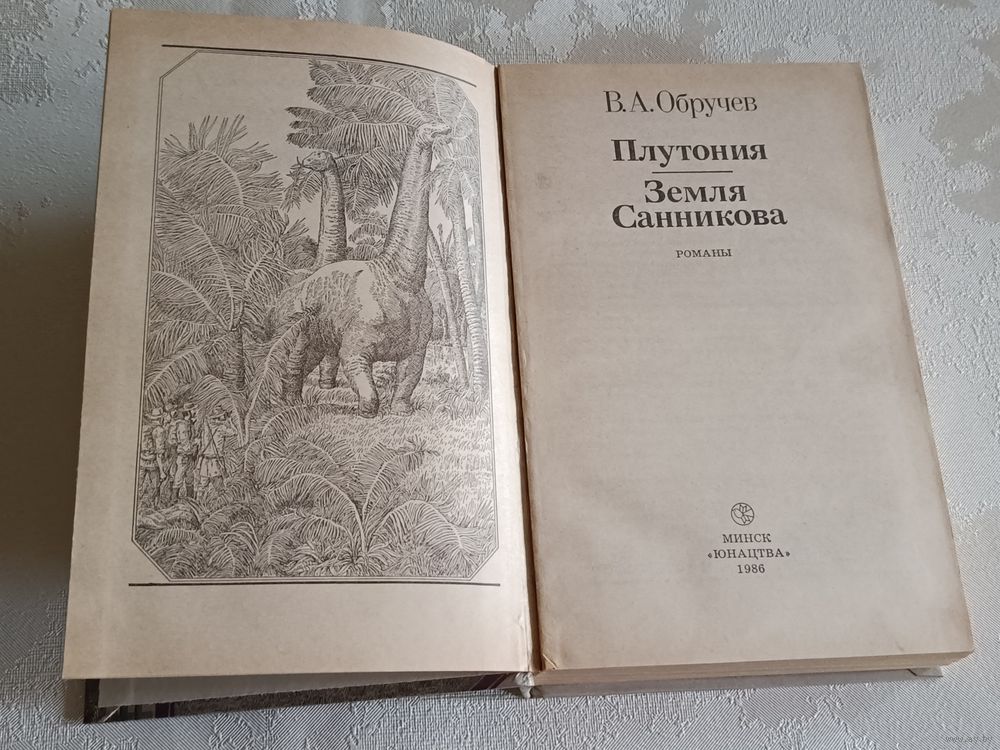 В. А. Обручев
Плутония
Земля
Санникова
РОМАНЫ
МИНСК
«ЮНАЦТВА»
1986